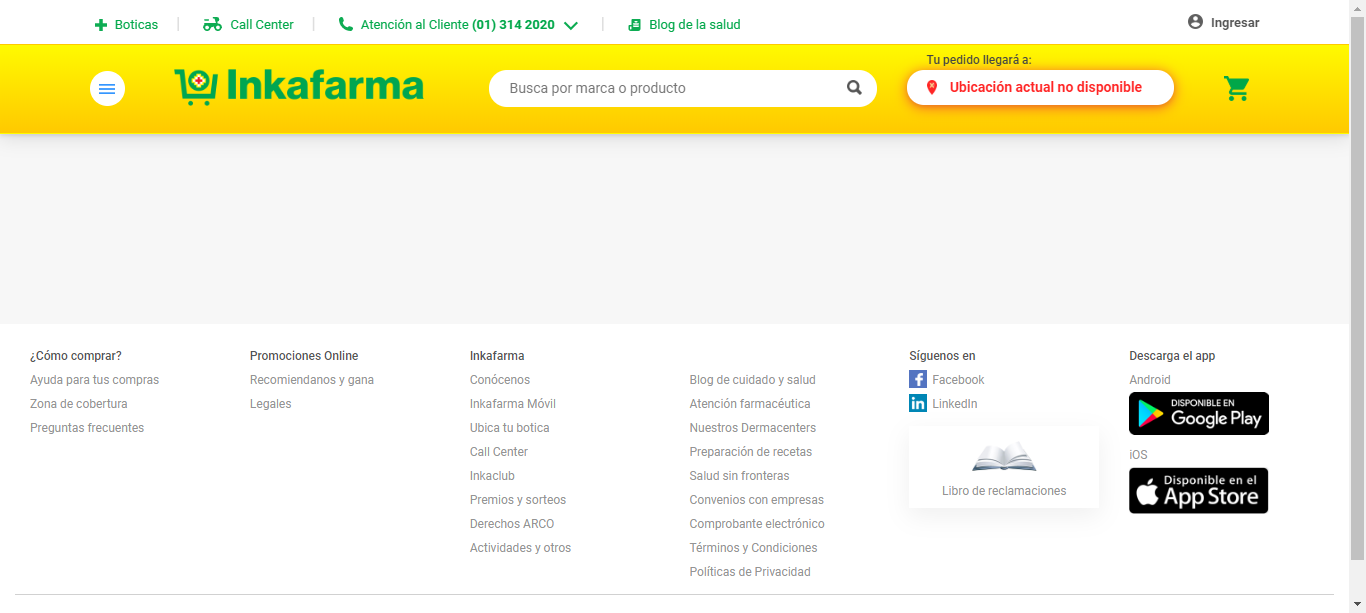 Boticas
Call Center
Atención al Cliente (01) 314 2020
Blog de la salud
Ingresar
Inkafarma
Busca por marca o producto
Tu pedido llegará a:
Ubicación actual no disponible
¿Cómo comprar?
Ayuda para tus compras
Zona de cobertura
Preguntas frecuentes
Promociones Online
Recomiendanos y gana
Legales
Inkafarma
Conócenos
Inkafarma Móvil
Ubica tu botica
Call Center
Inkaclub
Premios y sorteos
Derechos ARCO
Actividades y otros
Blog de cuidado y salud
Atención farmacéutica
Nuestros Dermacenters
Preparación de recetas
Salud sin fronteras
Convenios con empresas
Comprobante electrónico
Términos y Condiciones
Políticas de Privacidad
Síguenos en
Facebook
LinkedIn
Libro de reclamaciones
Descarga el app
Android
DISPONIBLE EN
Google Play
iOS
Disponible en el
App Store